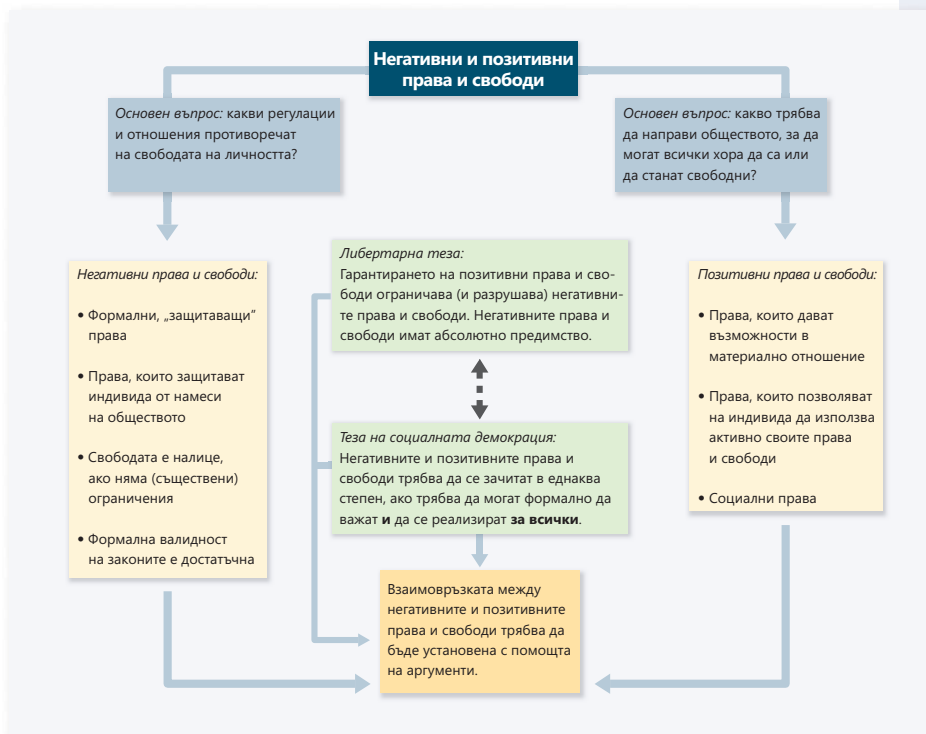 Негативни и позитивни
права и свободи
Основен въпрос: какви регулации
и отношения противоречат
на свободата на личността?
Основен въпрос: какво трябва
да направи обществото, за да
могат всички хора да са или
да станат свободни?
Негативни права и свободи:
• Формални, „защитаващи“
права
• Права, които защитават
индивида от намеси
на обществото
• Свободата е налице,
ако няма (съществени)
ограничения
• Формална валидност
на законите е достатъчна
Либертарна теза:
Гарантирането на позитивни права и сво-
боди ограничава (и разрушава) негативни-
те права и свободи. Негативните права и
свободи имат абсолютно предимство.
Теза на социалната демокрация:
Негативните и позитивните права и
свободи трябва да се зачитат в еднаква
степен, ако трябва да могат формално да
важат и да се реализират за всички.
Взаимовръзката между
негативните и позитивните
права и свободи трябва да
бъде установена с помощта
на аргументи.
Позитивни права и свободи:
• Права, които дават
възможности в
материално отношение
• Права, които позволяват
на индивида да използва
активно своите права
и свободи
• Социални права